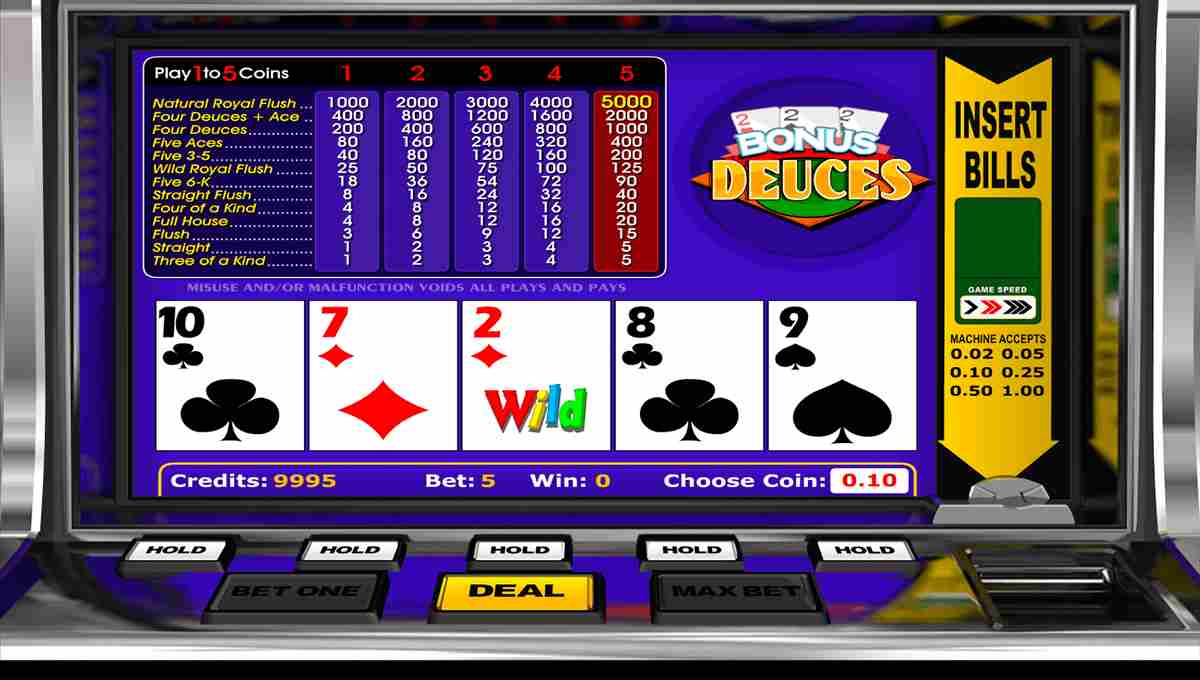 Play 1 to 5 Coins 1 2 3 4 5
Natural Royal Flush ... 1000 2000 3000 4000 5000
Four Deuces + Ace .. 400 800 1200 1600 2000
Four Deuces............. 200 400 600 800 1000
Five Aces ................. 80 160 240 320 400
Five 3-5.................... 40 80 120 160 200
Wild Royal Flush ....... 25 50 75 100 125
Five 6-K.................... 18 36 54 72 90
Straight Flush............ 8 16 24 32 40
Four of a Kind........... 4 8 12 16 20
Full House................. 4 8 12 16 20
Flush ........................ 3 6 9 12 15
Straight..................... 1 2 3 4 5
Three of a Kind.......... 1 2 3 4 5
MISUSE AND/OR MALFUNCTION VOIDS ALL PLAYS AND PAYS
2 2 2
BONUS
DEUCES
INSERT
BILLS
GAME SPEED
MACHINE ACCEPTS
0.02 0.05
0.10 0.25
0.50 1.00
10 7 2 8 9
Wild
Credits: 9995 Bet: 5 Win: 0 Choose Coin: 0.10
HOLD HOLD HOLD HOLD HOLD
BET ONE DEAL MAX BET